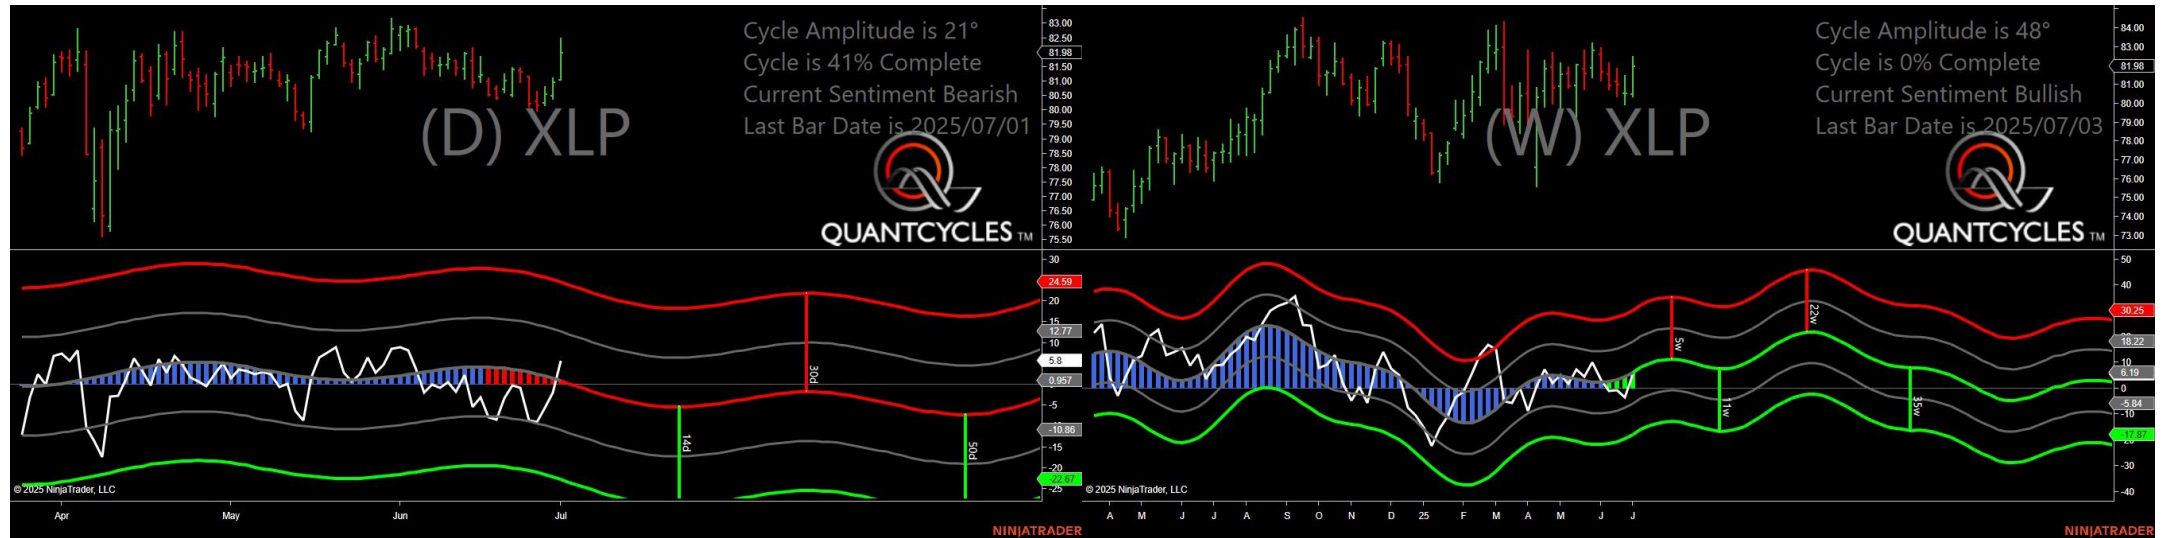 Cycle Amplitude is 21°
Cycle is 41% Complete
Current Sentiment Bearish
Last Bar Date is 2025/07/01
(D) XLP
QUANTCYCLES TM
83.00
82.50
81.98
81.50
81.00
80.50
80.00
79.50
79.00
78.50
78.00
77.50
77.00
76.50
76.00
75.50
30
24.59
20
15
12.77
10
5.8
0.957
-5
-10.86
-15
-20
-22.67
-25
30d
14d
50d
© 2025 NinjaTrader, LLC
Apr
May
Jun
Jul
NINJATRADER
Cycle Amplitude is 48°
Cycle is 0% Complete
Current Sentiment Bullish
Last Bar Date is 2025/07/03
(W) XLP
QUANTCYCLES TM
84.00
83.00
81.98
81.00
80.00
79.00
78.00
77.00
76.00
75.00
74.00
73.00
50
40
30.25
18.22
10
6.19
0
-5.84
-10
-17.87
-30
-40
5w
11w
22w
35w
© 2025 NinjaTrader, LLC
A
M
J
J
A
S
O
N
D
25
F
M
A
M
J
J
NINJATRADER